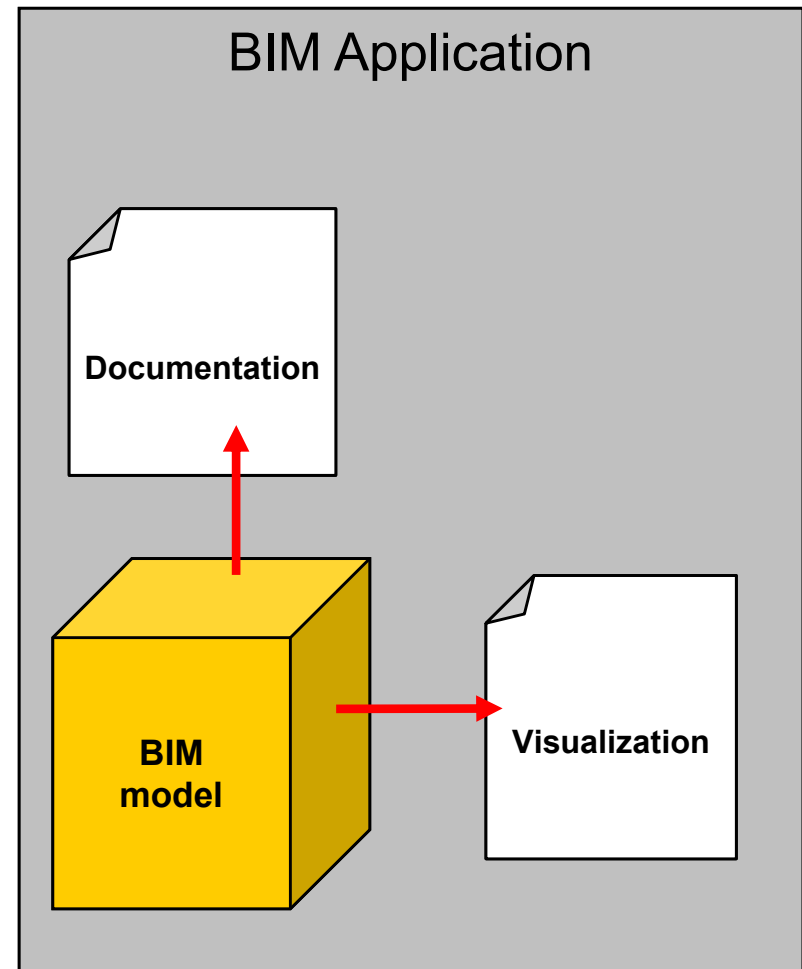 BIM Application
Documentation
BIM
model
Visualization